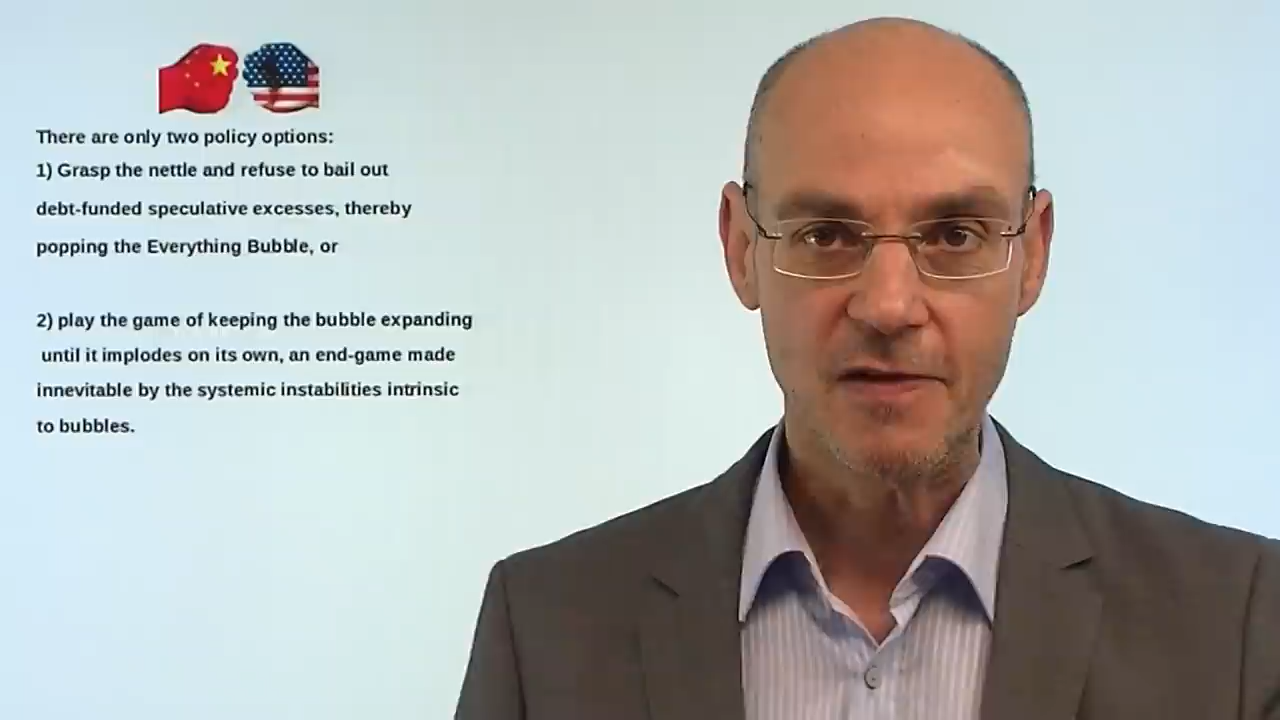 There are only two policy options:
1) Grasp the nettle and refuse to bail out
debt-funded speculative excesses, thereby
popping the Everything Bubble, or
2) play the game of keeping the bubble expanding
until it implodes on its own, an end-game made
innevitable by the systemic instabilities intrinsic
to bubbles.